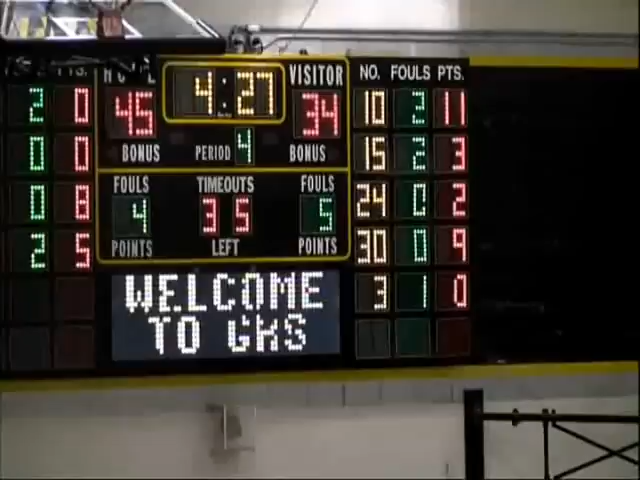 PTS. HOME 4:27 VISITOR NO. FOULS PTS.
2 0 45 34 10 2 11
BONUS PERIOD 4 BONUS
0 0 15 2 3
FOULS TIMEOUTS FOULS
0 8 4 3 5 5 24 0 2
POINTS LEFT POINTS
2 5 30 0 9
WELCOME 3 1 0
TO GHS